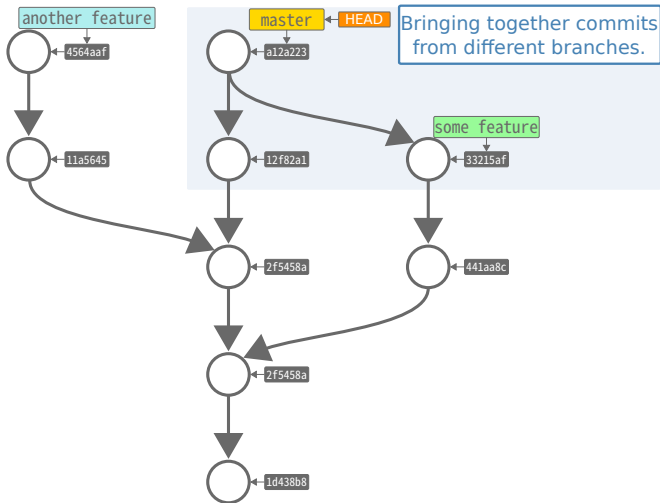 another feature
master
HEAD
Bringing together commits
from different branches.
4564aaf
a12a223
some feature
11a5645
12f82a1
33215af
2f5458a
441aa8c
2f5458a
1d438b8